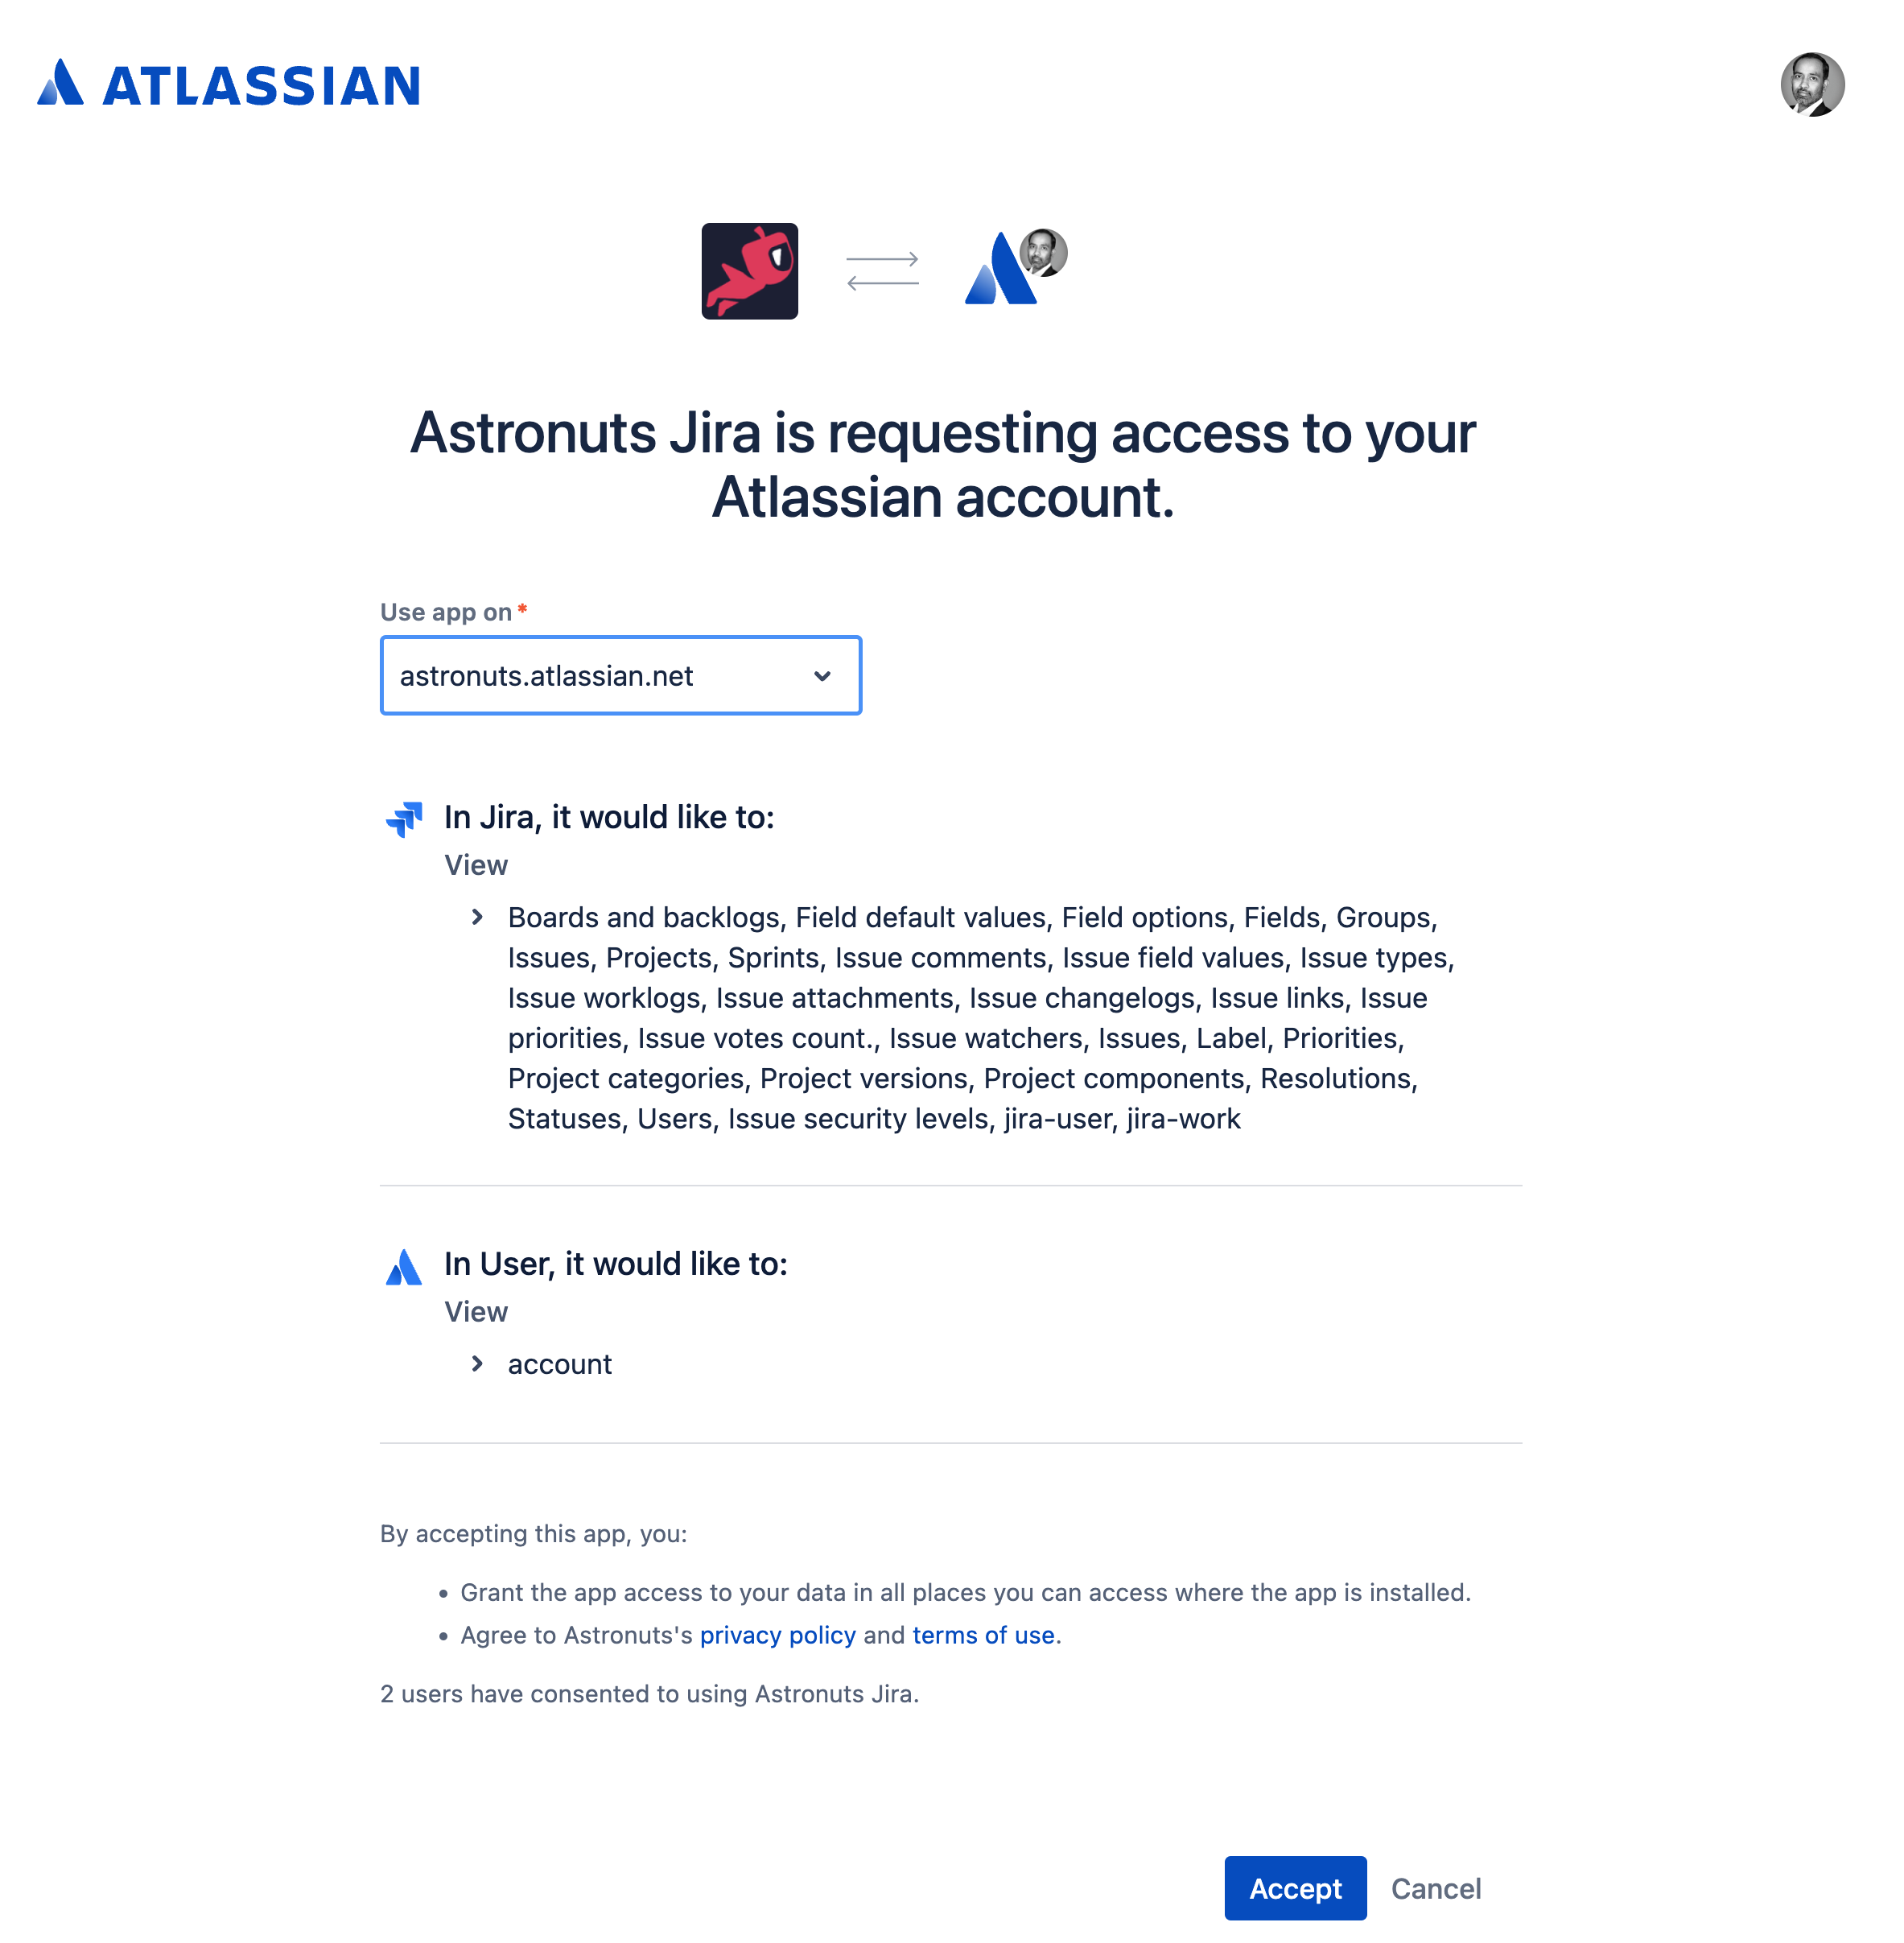 ATLASSIAN
Astronuts Jira is requesting access to your
Atlassian account.
Use app on *
astronuts.atlassian.net
In Jira, it would like to:
View
Boards and backlogs, Field default values, Field options, Fields, Groups,
Issues, Projects, Sprints, Issue comments, Issue field values, Issue types,
Issue worklogs, Issue attachments, Issue changelogs, Issue links, Issue
priorities, Issue votes count., Issue watchers, Issues, Label, Priorities,
Project categories, Project versions, Project components, Resolutions,
Statuses, Users, Issue security levels, jira-user, jira-work
In User, it would like to:
View
account
By accepting this app, you:
• Grant the app access to your data in all places you can access where the app is installed.
• Agree to Astronuts's privacy policy and terms of use.
2 users have consented to using Astronuts Jira.
Accept Cancel